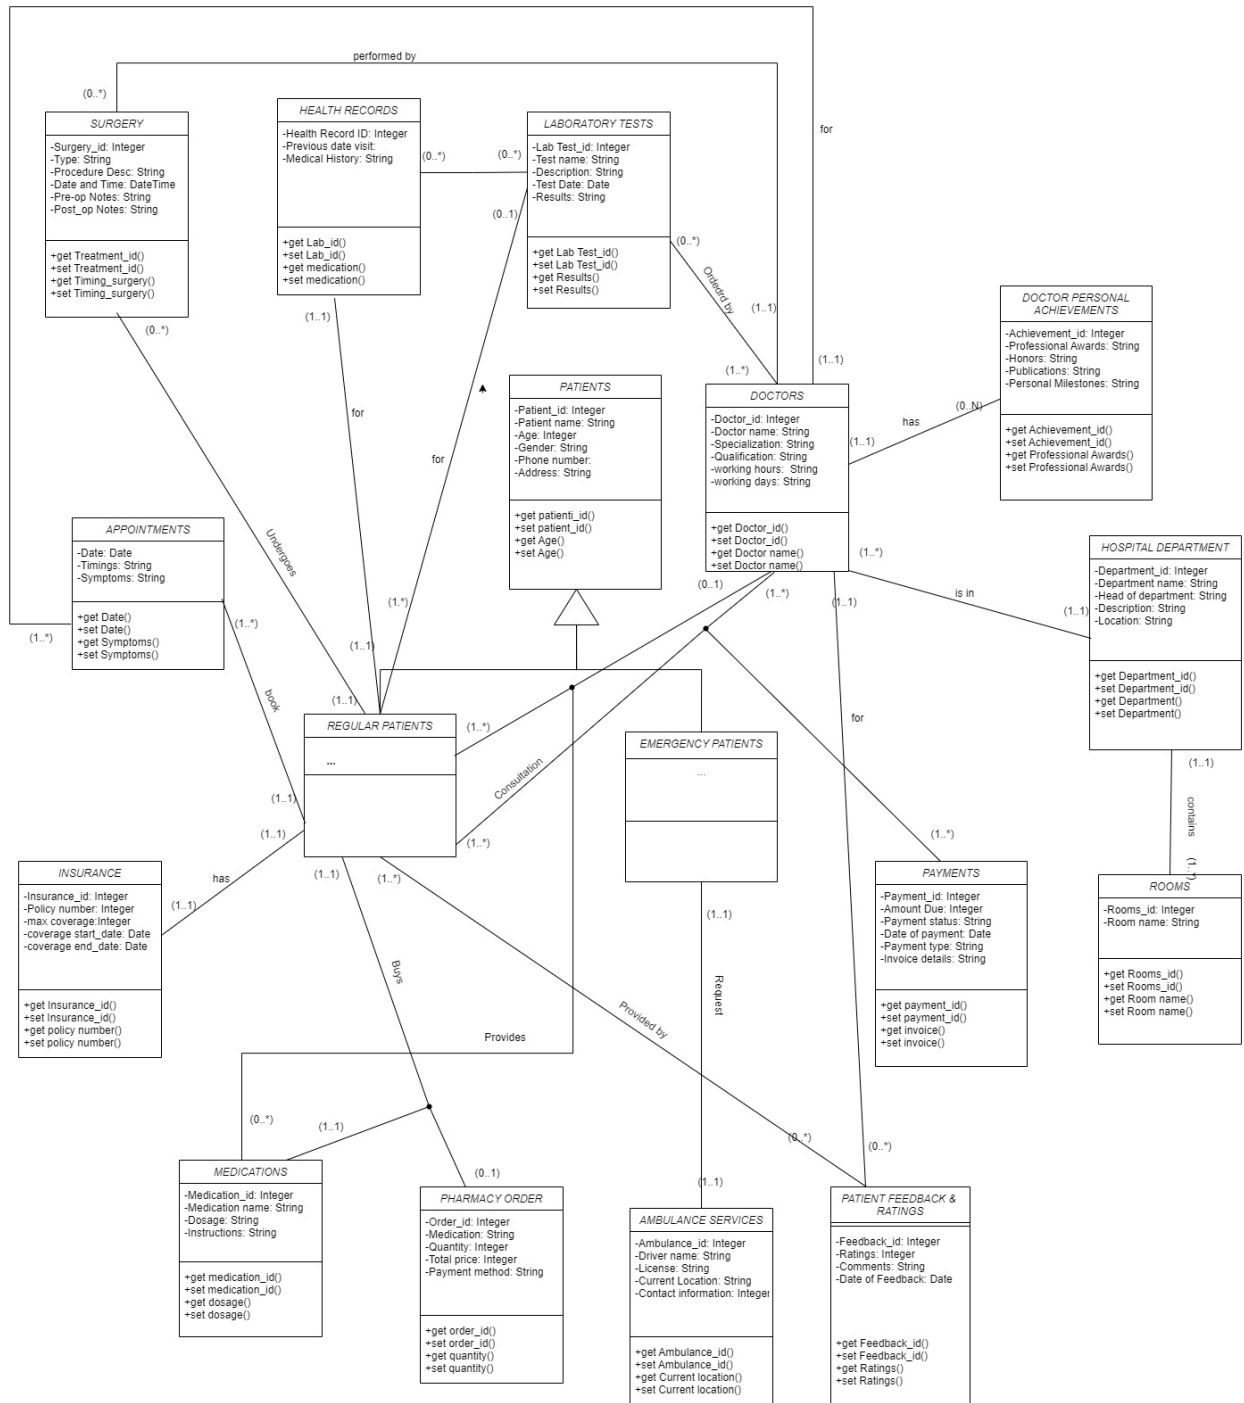 performed by
(0..*)
SURGERY
-Surgery_id: Integer
-Type: String
-Procedure Desc: String
-Date and Time: DateTime
-Pre-op Notes: String
-Post_op Notes: String
+get Treatment_id()
+set Treatment_id()
+get Timing_surgery()
+set Timing_surgery()
(0..*)
HEALTH RECORDS
-Health Record ID: Integer
-Previous date visit:
-Medical History: String
+get Lab_id()
+set Lab_id()
+get medication()
+set medication()
(0..*)
(0..*)
(1..1)
LABORATORY TESTS
-Lab Test_id: Integer
-Test name: String
-Description: String
-Test Date: Date
-Results: String
+get Lab Test_id()
+set Lab Test_id()
+get Results()
+set Results()
(0..1)
(0..*)
Ordedrd by
(1..1)
for
(1..1)
(1..*)
DOCTOR PERSONAL
ACHIEVEMENTS
-Achievement_id: Integer
-Professional Awards: String
-Honors: String
-Publications: String
-Personal Milestones: String
+get Achievement_id()
+set Achievement_id()
+get Professional Awards()
+set Professional Awards()
(0..N)
has
(1..1)
for
for
PATIENTS
-Patient_id: Integer
-Patient name: String
-Age: Integer
-Gender: String
-Phone number:
-Address: String
+get patienti_id()
+set patient_id()
+get Age()
+set Age()
DOCTORS
-Doctor_id: Integer
-Doctor name: String
-Specialization: String
-Qualification: String
-working hours:  String
-working days: String
+get Doctor_id()
+set Doctor_id()
+get Doctor name()
+set Doctor name()
(0..1)
(1..*)
(1..1)
(1..*)
is in
(1..1)
HOSPITAL DEPARTMENT
-Department_id: Integer
-Department name: String
-Head of department: String
-Description: String
-Location: String
+get Department_id()
+set Department_id()
+get Department()
+set Department()
APPOINTMENTS
-Date: Date
-Timings: String
-Symptoms: String
+get Date()
+set Date()
+get Symptoms()
+set Symptoms()
(1..*)
(1..*)
Undergoes
(1..*)
(1..1)
(1..1)
book
(1..1)
REGULAR PATIENTS
...
(1..*)
Consultation
(1..*)
EMERGENCY PATIENTS
...
for
(1..1)
contains
(1..*)
(1..1)
has
(1..1)
(1..1)
(1..*)
INSURANCE
-Insurance_id: Integer
-Policy number: Integer
-max coverage:Integer
-coverage start_date: Date
-coverage end_date: Date
+get Insurance_id()
+set Insurance_id()
+get policy number()
+set policy number()
Buys
(1..1)
Request
(1..*)
PAYMENTS
-Payment_id: Integer
-Amount Due: Integer
-Payment status: String
-Date of payment: Date
-Payment type: String
-Invoice details: String
+get payment_id()
+set payment_id()
+get invoice()
+set invoice()
ROOMS
-Rooms_id: Integer
-Room name: String
+get Rooms_id()
+set Rooms_id()
+get Room name()
+set Room name()
Provides
Provided by
(0..*)
(1..1)
(0..1)
(1..1)
(0..*)
(0..*)
MEDICATIONS
-Medication_id: Integer
-Medication name: String
-Dosage: String
-Instructions: String
+get medication_id()
+set medication_id()
+get dosage()
+set dosage()
PHARMACY ORDER
-Order_id: Integer
-Medication: String
-Quantity: Integer
-Total price: Integer
-Payment method: String
+get order_id()
+set order_id()
+get quantity()
+set quantity()
AMBULANCE SERVICES
-Ambulance_id: Integer
-Driver name: String
-License: String
-Current Location: String
-Contact information: Integer
+get Ambulance_id()
+set Ambulance_id()
+get Current location()
+set Current location()
PATIENT FEEDBACK &
RATINGS
-Feedback_id: Integer
-Ratings: Integer
-Comments: String
-Date of Feedback: Date
+get Feedback_id()
+set Feedback_id()
+get Ratings()
+set Ratings()